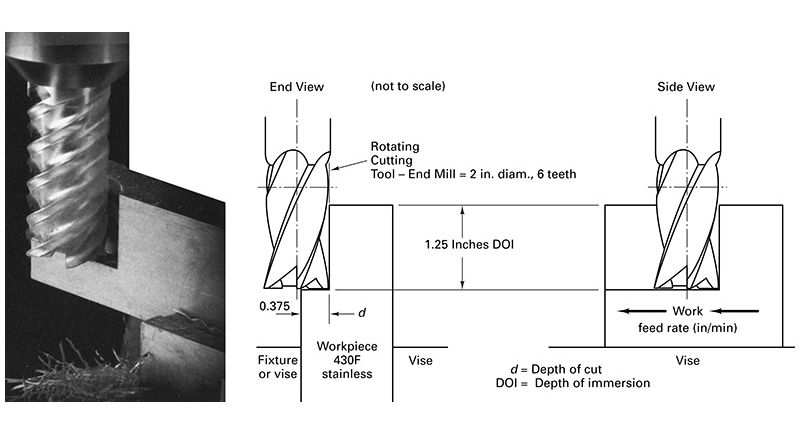 End View
(not to scale)
Side View
Rotating
Cutting
Tool – End Mill = 2 in. diam., 6 teeth
1.25 Inches DOI
0.375
d
Work
feed rate (in/min)
Fixture
or vise
Workpiece
430F
stainless
Vise
Vise
d = Depth of cut
DOI = Depth of immersion